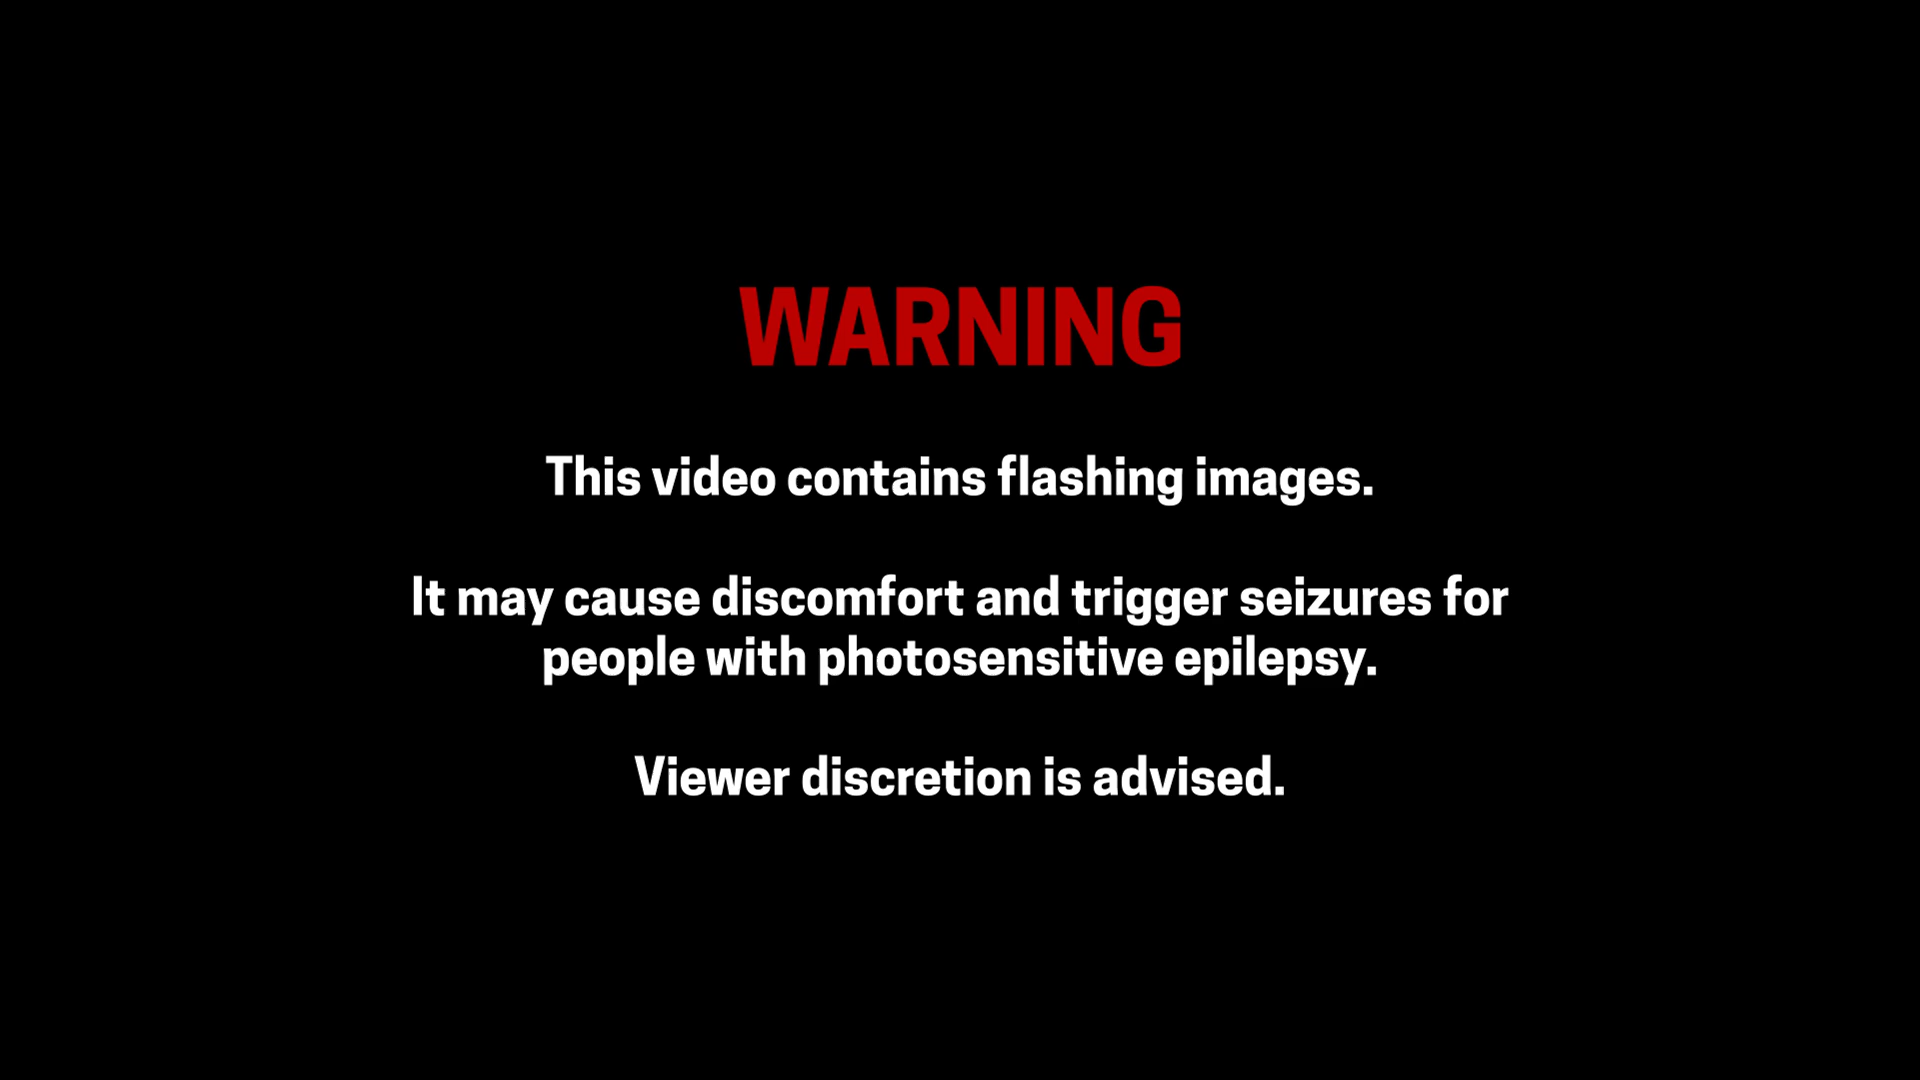 WARNING
This video contains flashing images.
It may cause discomfort and trigger seizures for
people with photosensitive epilepsy.
Viewer discretion is advised.